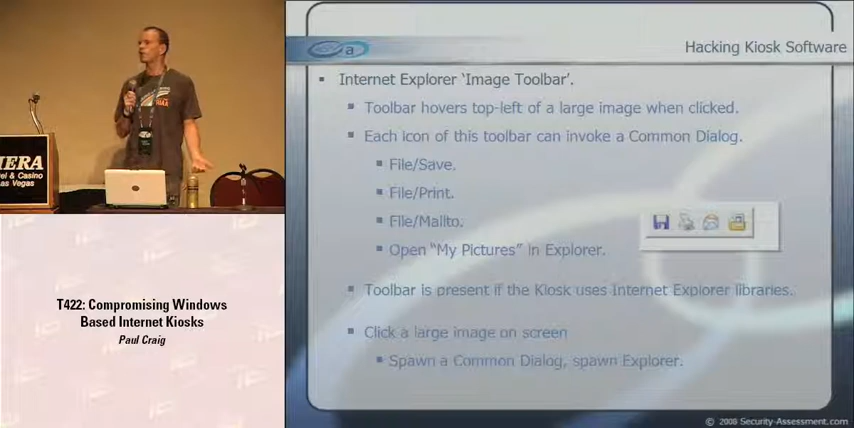 IERA
el & Casino
as Vegas
T422: Compromising Windows
Based Internet Kiosks
Paul Craig
a
Hacking Kiosk Software
Internet Explorer ‘Image Toolbar’.
Toolbar hovers top-left of a large image when clicked.
Each icon of this toolbar can invoke a Common Dialog.
File/Save.
File/Print.
File/Mailto.
Open “My Pictures” in Explorer.
Toolbar is present if the Kiosk uses Internet Explorer libraries.
Click a large image on screen
Spawn a Common Dialog, spawn Explorer.
© 2008 Security-Assessment.com